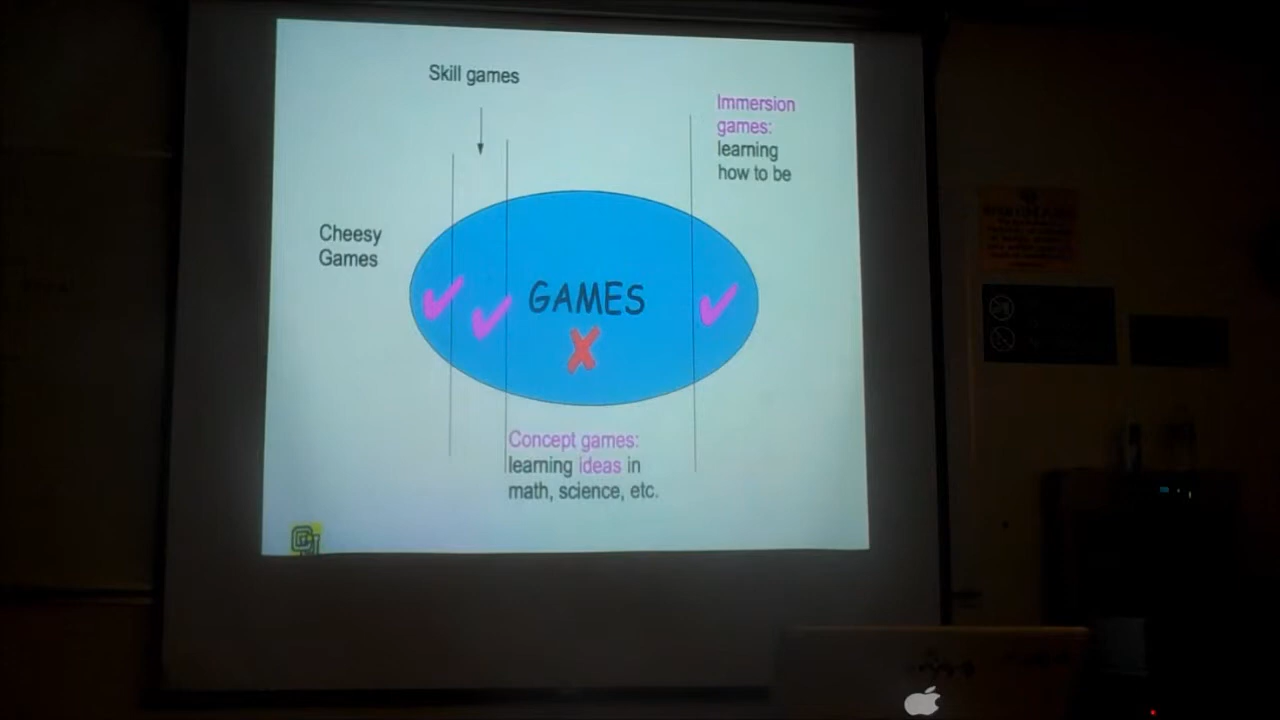 Skill games
Immersion
games:
learning
how to be
Cheesy
Games
GAMES
Concept games:
learning ideas in
math, science, etc.